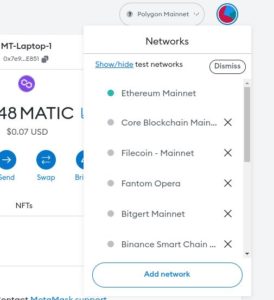 Polygon Mainnet
MT-Laptop-1
0x7e9...E851
48 MATIC
$0.07 USD
Send
Swap
Bri
NFTs
Networks
Show/hide test networks
Dismiss
Ethereum Mainnet
Core Blockchain Main...
Filecoin - Mainnet
Fantom Opera
Bitgert Mainnet
Binance Smart Chain ...
Add network
Contact MetaMask support